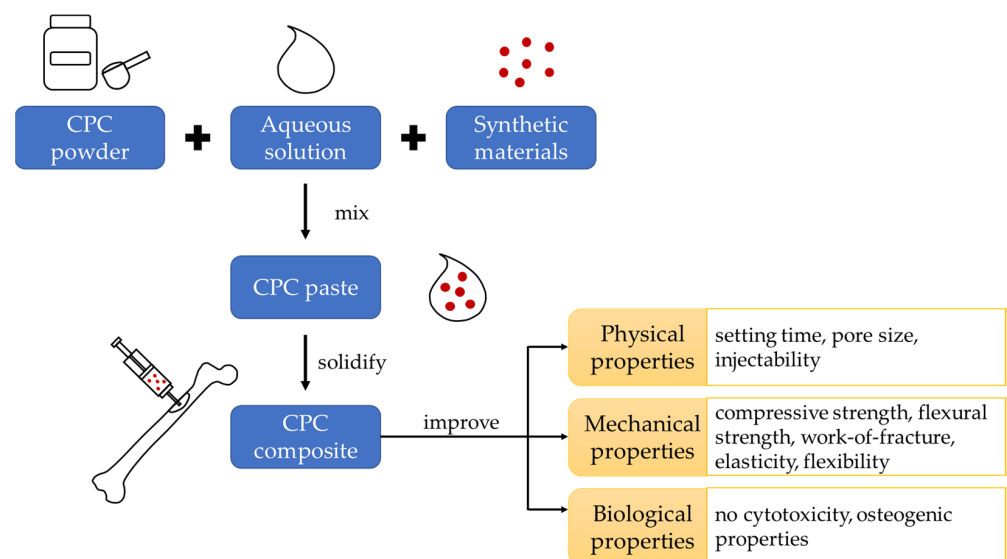 CPC
powder
Aqueous
solution
Synthetic
materials
mix
CPC paste
solidify
CPC
composite
improve
Physical
properties
setting time, pore size,
injectability
Mechanical
properties
compressive strength, flexural
strength, work-of-fracture,
elasticity, flexibility
Biological
properties
no cytotoxicity, osteogenic
properties